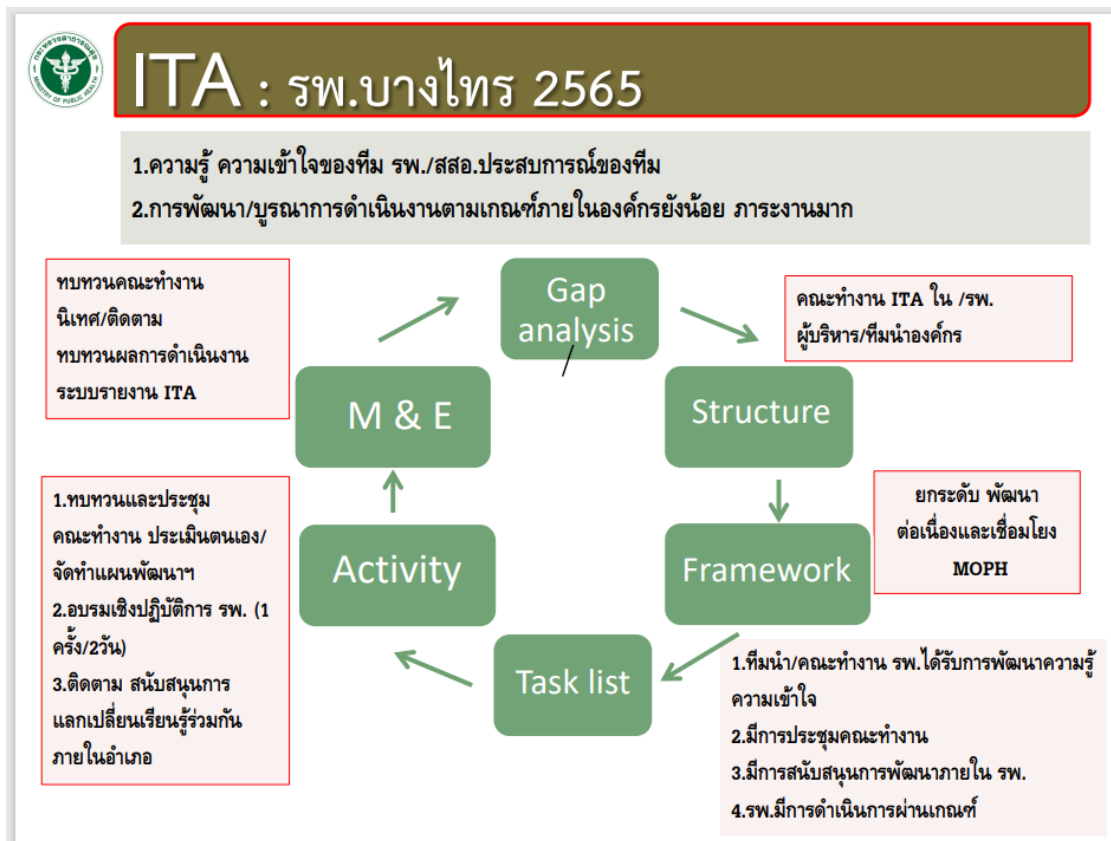 กระทรวงสาธารณสุข
MINISTRY OF PUBLIC HEALTH
ITA : รพ.บางไทร 2565
1.ความรู้ ความเข้าใจของทีม รพ./สสอ.ประสบการณ์ของทีม
2.การพัฒนา/บูรณาการดำเนินงานตามเกณฑ์ภายในองค์กรยังน้อย ภาระงานมาก
Gap
analysis
คณะทำงาน ITA ใน /รพ.
ผู้บริหาร/ทีมนำองค์กร
Structure
ยกระดับ พัฒนา
ต่อเนื่องและเชื่อมโยง
MOPH
Framework
1.ทีมนำ/คณะทำงาน รพ.ได้รับการพัฒนาความรู้
ความเข้าใจ
2.มีการประชุมคณะทำงาน
3.มีการสนับสนุนการพัฒนาภายใน รพ.
4.รพ.มีการดำเนินการผ่านเกณฑ์
Task list
Activity
1.ทบทวนและประชุม
คณะทำงาน ประเมินตนเอง/
จัดทำแผนพัฒนาฯ
2.อบรมเชิงปฏิบัติการ รพ. (1
ครั้ง/2วัน)
3.ติดตาม สนับสนุนการ
แลกเปลี่ยนเรียนรู้ร่วมกัน
ภายในอำเภอ
M & E
ทบทวนคณะทำงาน
นิเทศ/ติดตาม
ทบทวนผลการดำเนินงาน
ระบบรายงาน ITA